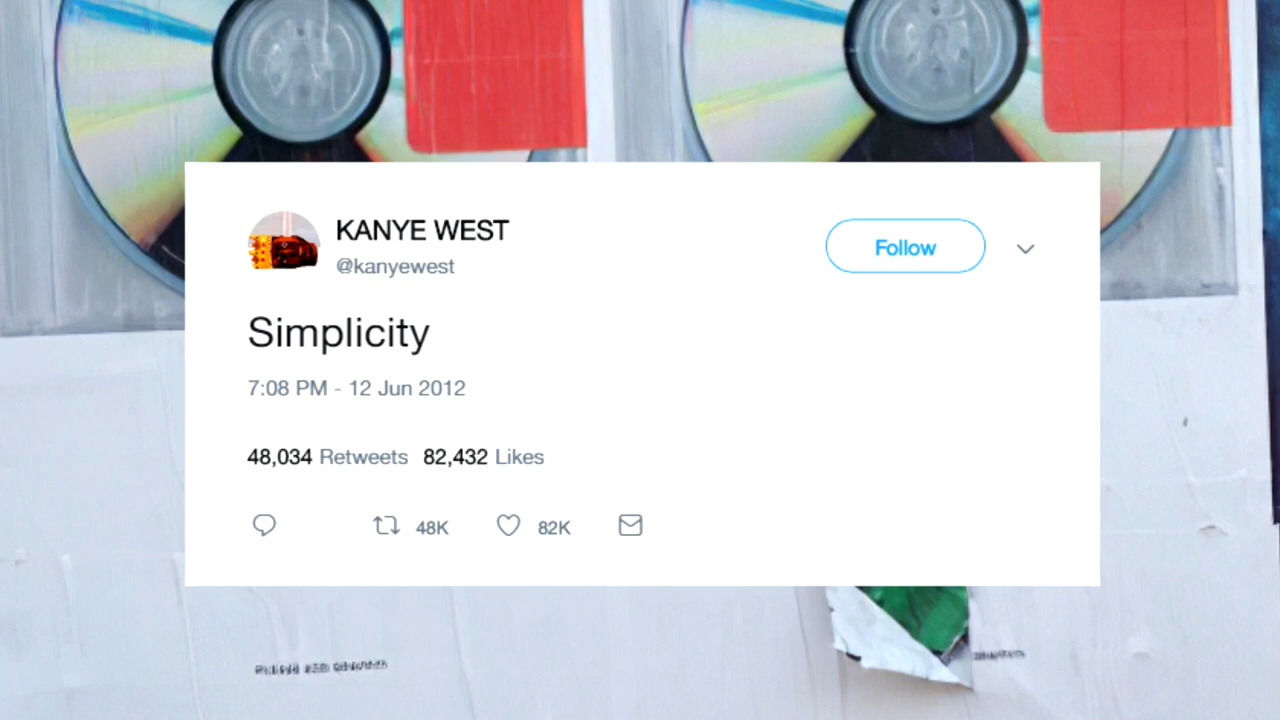 KANYE WEST
@kanyewest
Follow
Simplicity
7:08 PM - 12 Jun 2012
48,034 Retweets 82,432 Likes
48K 82K